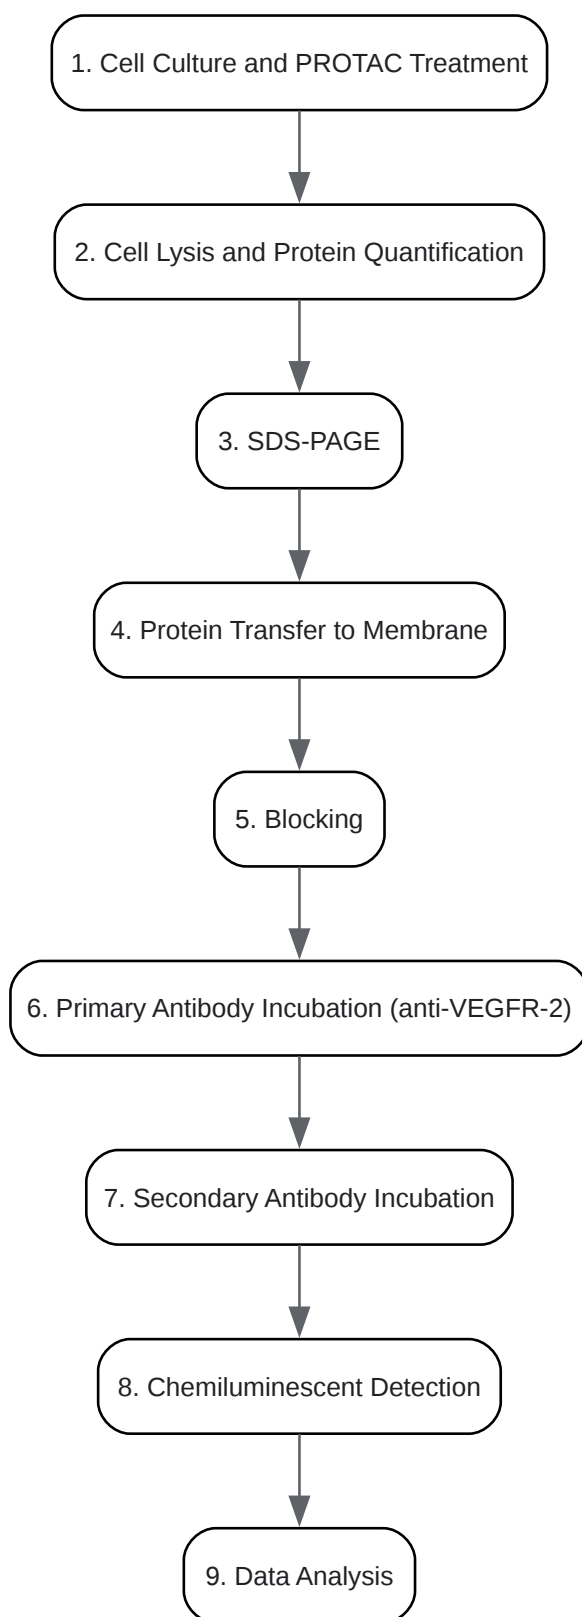 1. Cell Culture and PROTAC Treatment
2. Cell Lysis and Protein Quantification
3. SDS-PAGE
4. Protein Transfer to Membrane
5. Blocking
6. Primary Antibody Incubation (anti-VEGFR-2)
7. Secondary Antibody Incubation
8. Chemiluminescent Detection
9. Data Analysis